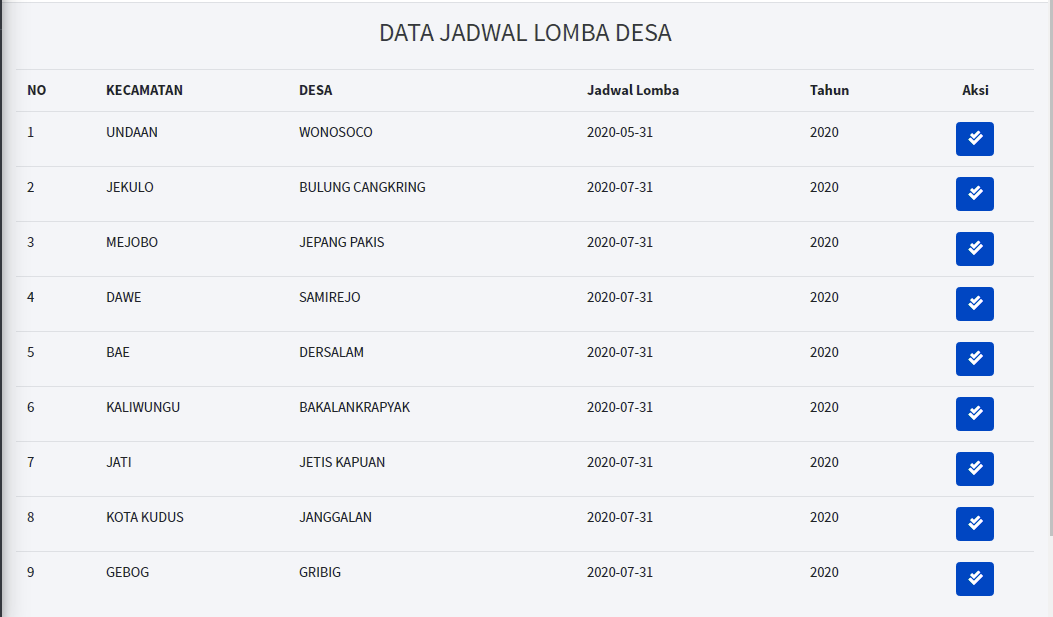 DATA JADWAL LOMBA DESA
NO KECAMATAN DESA Jadwal Lomba Tahun Aksi
1 UNDAAN WONOSOCO 2020-05-31 2020
2 JEKULO BULUNG CANGKRING 2020-07-31 2020
3 MEJOBO JEPANG PAKIS 2020-07-31 2020
4 DAWE SAMIREJO 2020-07-31 2020
5 BAE DERSALAM 2020-07-31 2020
6 KALIWUNGU BAKALANKRAPYAK 2020-07-31 2020
7 JATI JETIS KAPUAN 2020-07-31 2020
8 KOTA KUDUS JANGGALAN 2020-07-31 2020
9 GEBOG GRIBIG 2020-07-31 2020